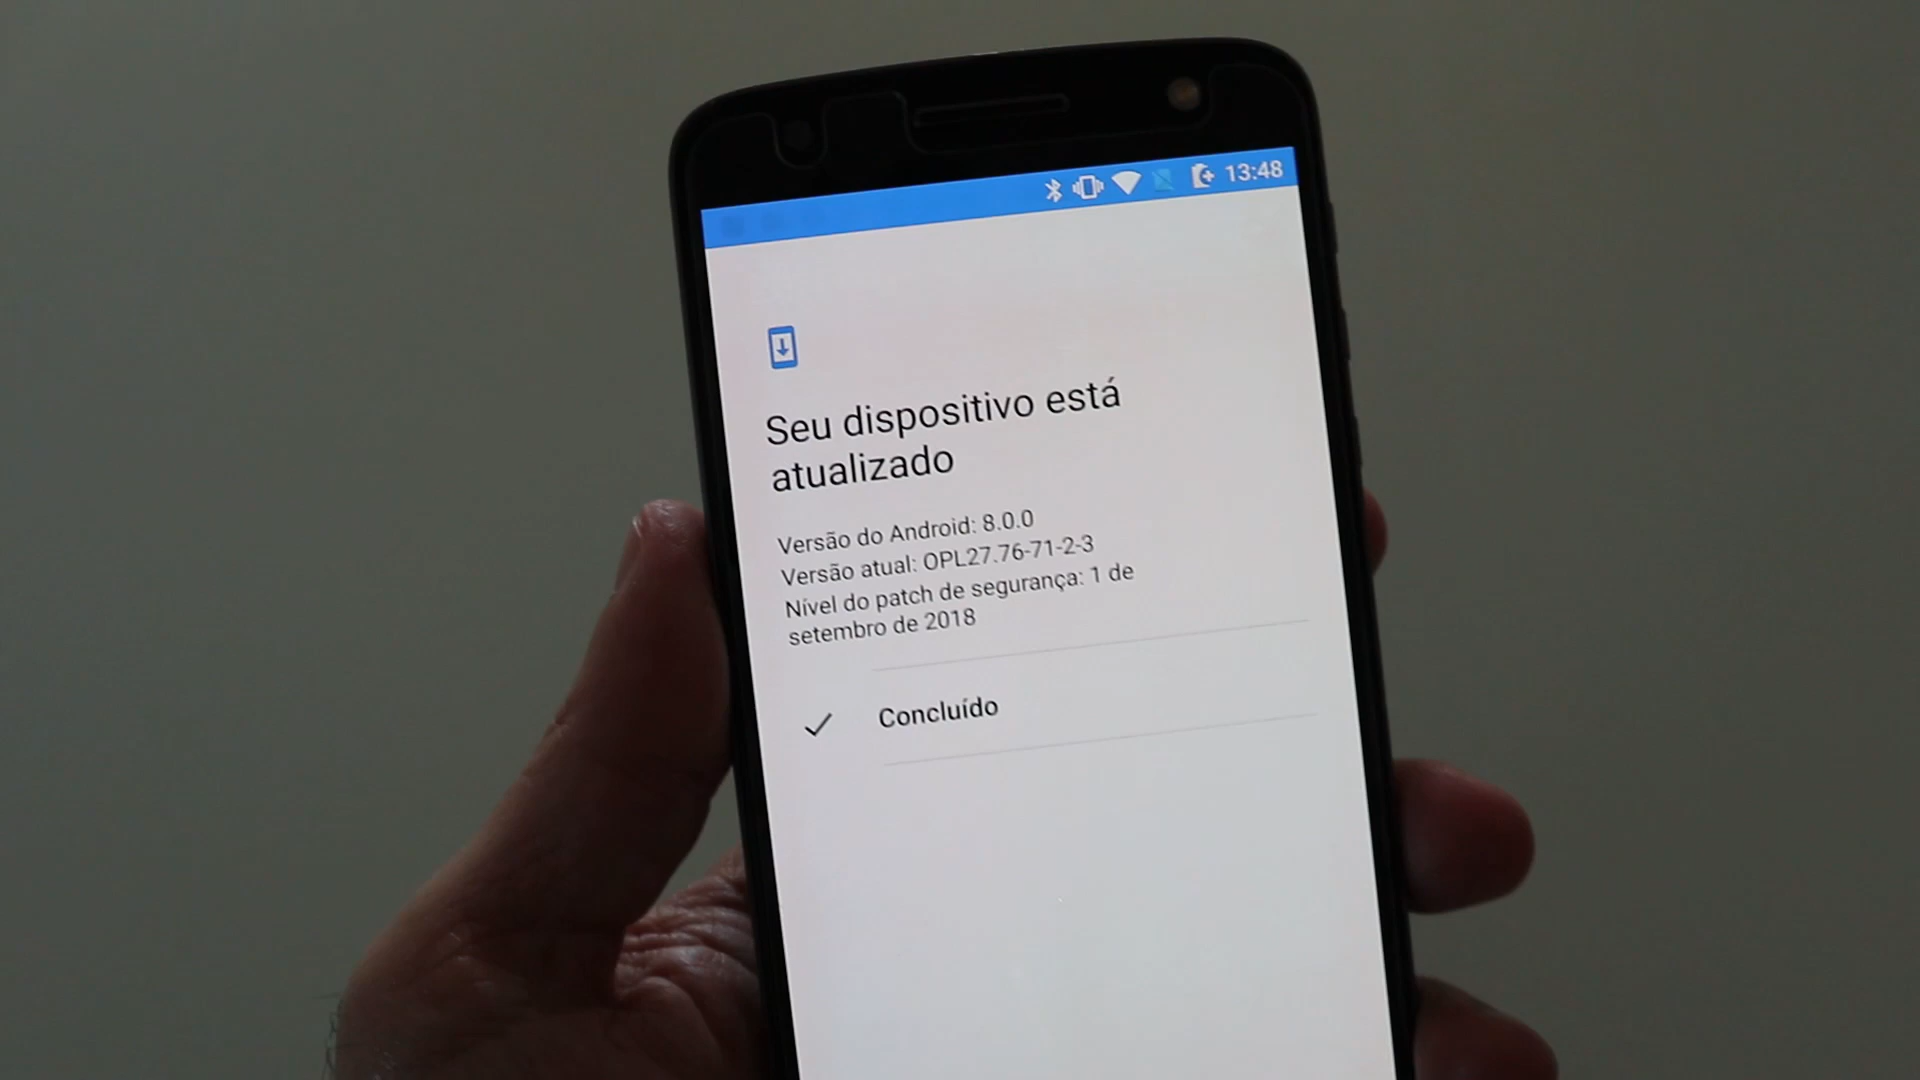 13:48
Seu dispositivo está
atualizado
Versão do Android: 8.0.0
Versão atual: OPL27.76-71-2-3
Nível do patch de segurança: 1 de
setembro de 2018
Concluído